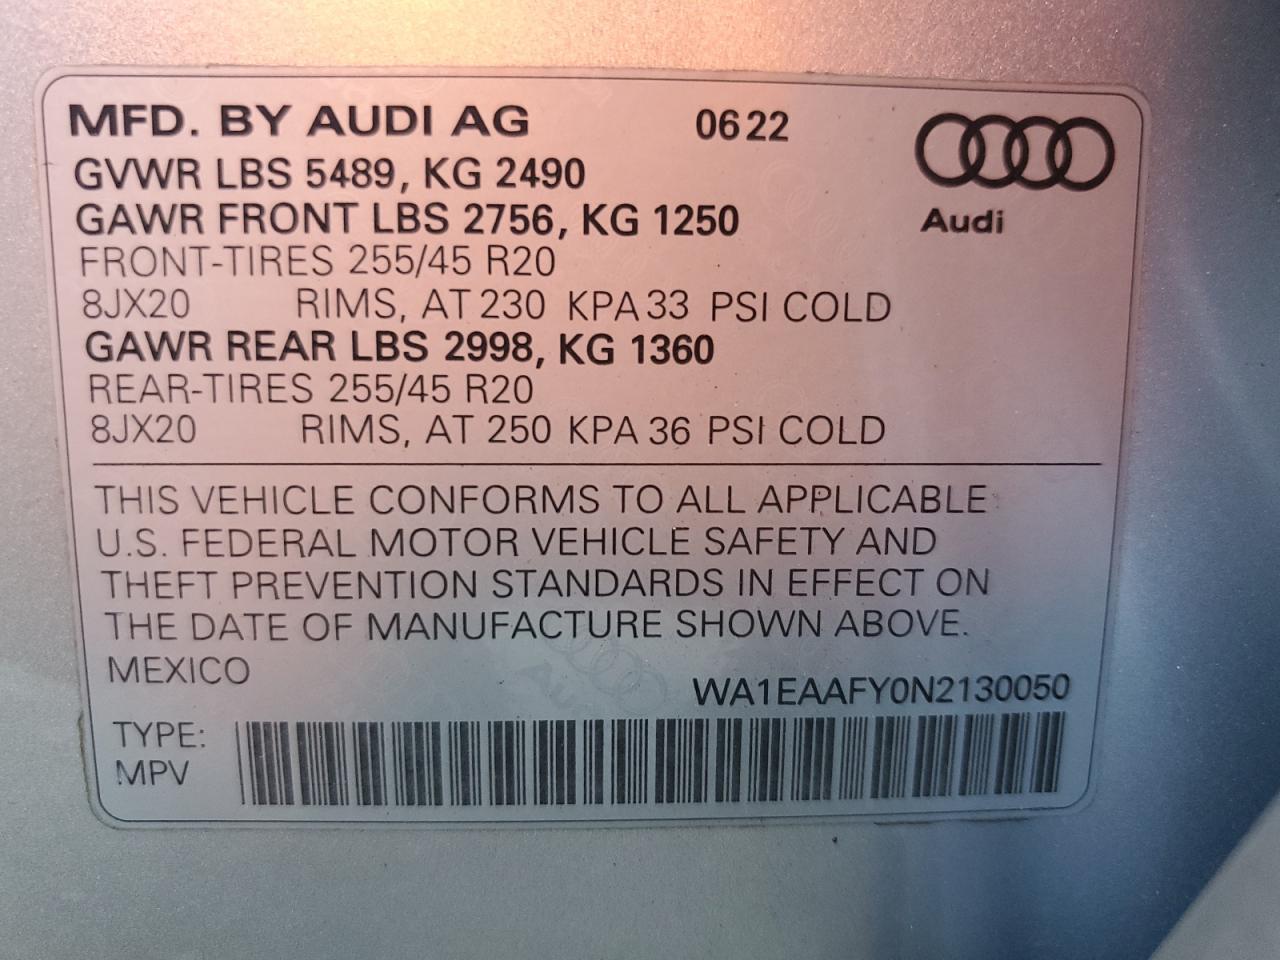 MFD. BY AUDI AG 0622
GVWR LBS 5489, KG 2490
GAWR FRONT LBS 2756, KG 1250
Audi
FRONT-TIRES 255/45 R20
8JX20 RIMS, AT 230 KPA 33 PSI COLD
GAWR REAR LBS 2998, KG 1360
REAR-TIRES 255/45 R20
8JX20 RIMS, AT 250 KPA 36 PSI COLD
THIS VEHICLE CONFORMS TO ALL APPLICABLE
U.S. FEDERAL MOTOR VEHICLE SAFETY AND
THEFT PREVENTION STANDARDS IN EFFECT ON
THE DATE OF MANUFACTURE SHOWN ABOVE.
MEXICO
WA1EAAFY0N2130050
TYPE:
MPV